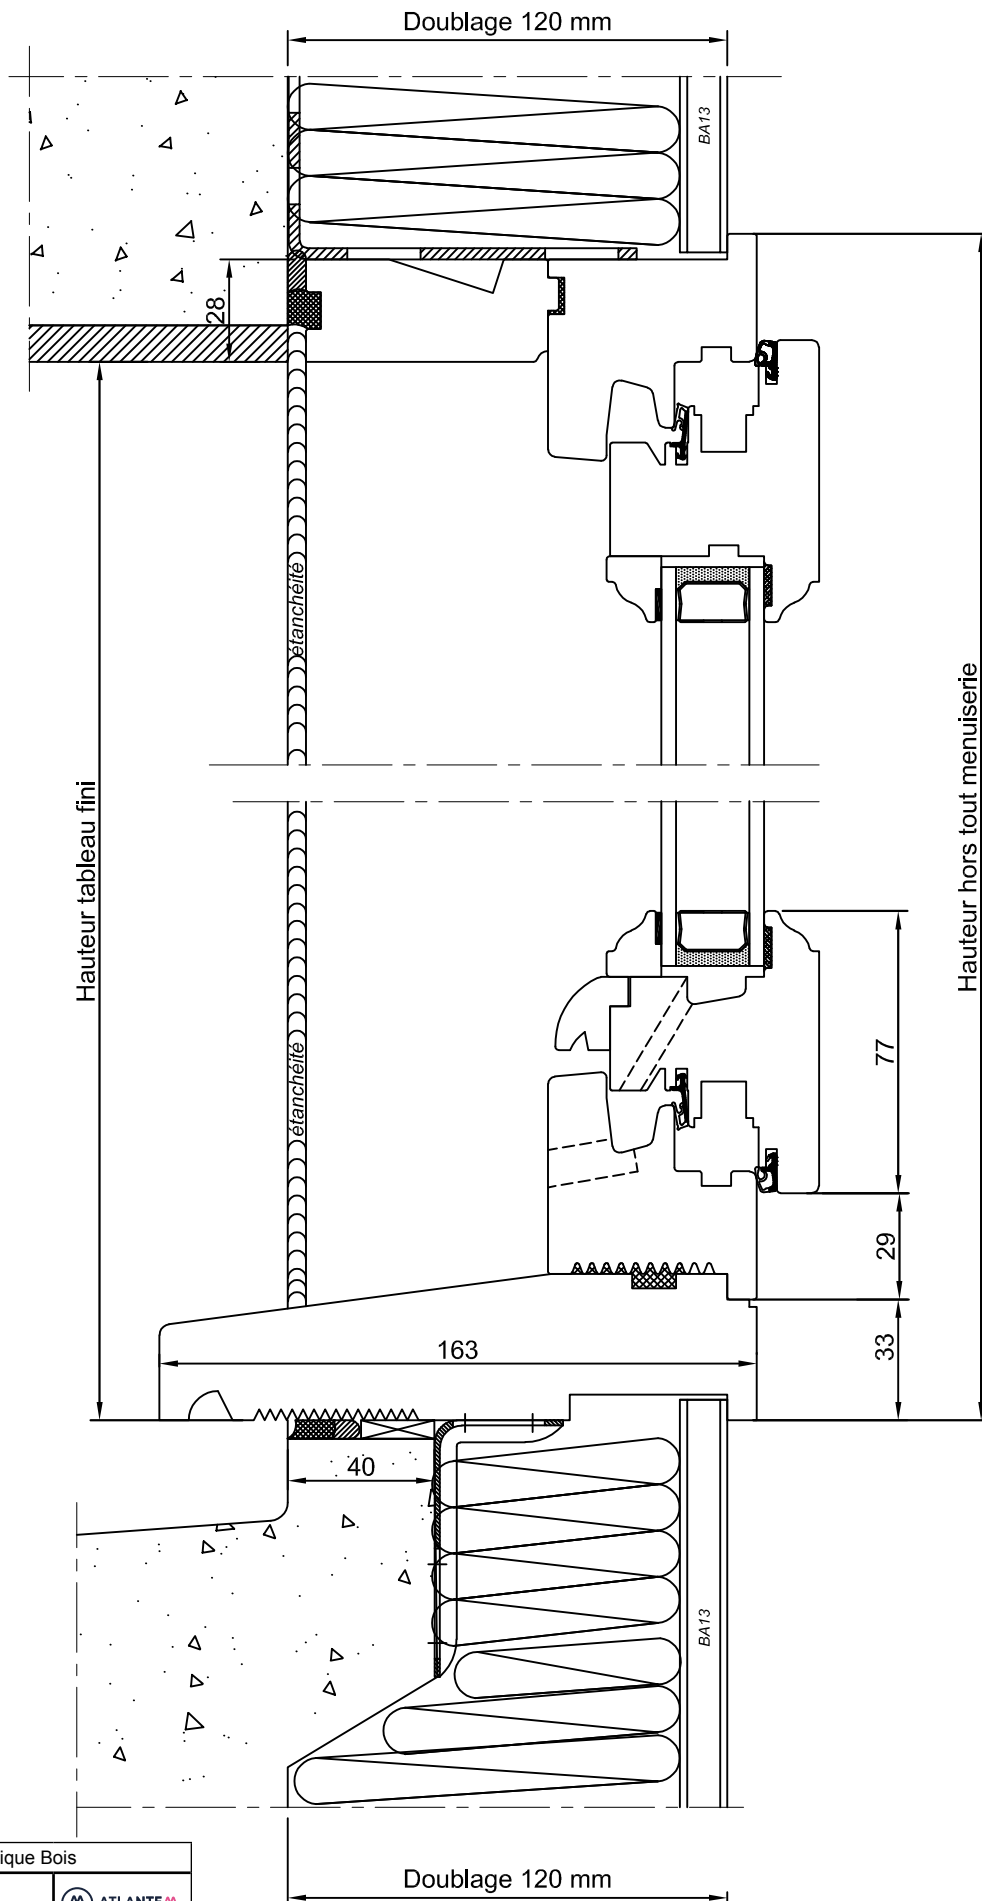 Doublage 120 mm
BA13
28
étanchéité
Hauteur tableau fini
Hauteur hors tout menuiserie
étanchéité
77
29
33
163
40
BA13
ique Bois
ATLANTEM
Doublage 120 mm